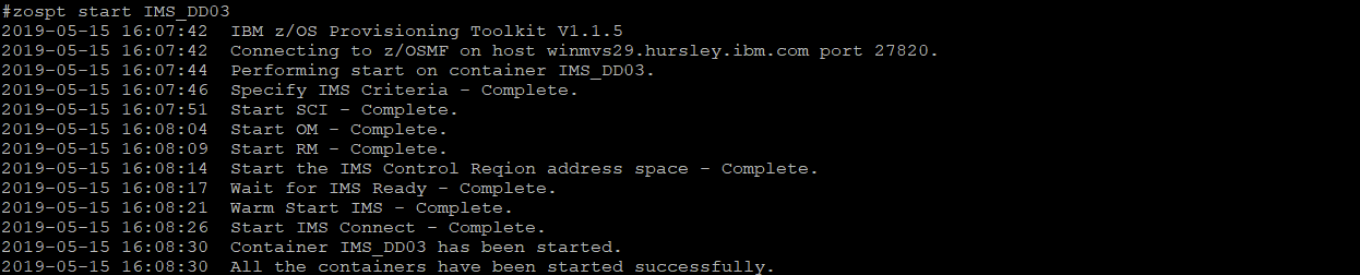 #zospt start IMS_DD03
2019-05-15 16:07:42  IBM z/OS Provisioning Toolkit V1.1.5
2019-05-15 16:07:42  Connecting to z/OSMF on host winmvs29.hursley.ibm.com port 27820.
2019-05-15 16:07:44  Performing start on container IMS_DD03.
2019-05-15 16:07:46  Specify IMS Criteria - Complete.
2019-05-15 16:07:51  Start SCI - Complete.
2019-05-15 16:08:04  Start OM - Complete.
2019-05-15 16:08:09  Start RM - Complete.
2019-05-15 16:08:14  Start the IMS Control Reqion address space - Complete.
2019-05-15 16:08:17  Wait for IMS Ready - Complete.
2019-05-15 16:08:21  Warm Start IMS - Complete.
2019-05-15 16:08:26  Start IMS Connect - Complete.
2019-05-15 16:08:30  Container IMS_DD03 has been started.
2019-05-15 16:08:30  All the containers have been started successfully.